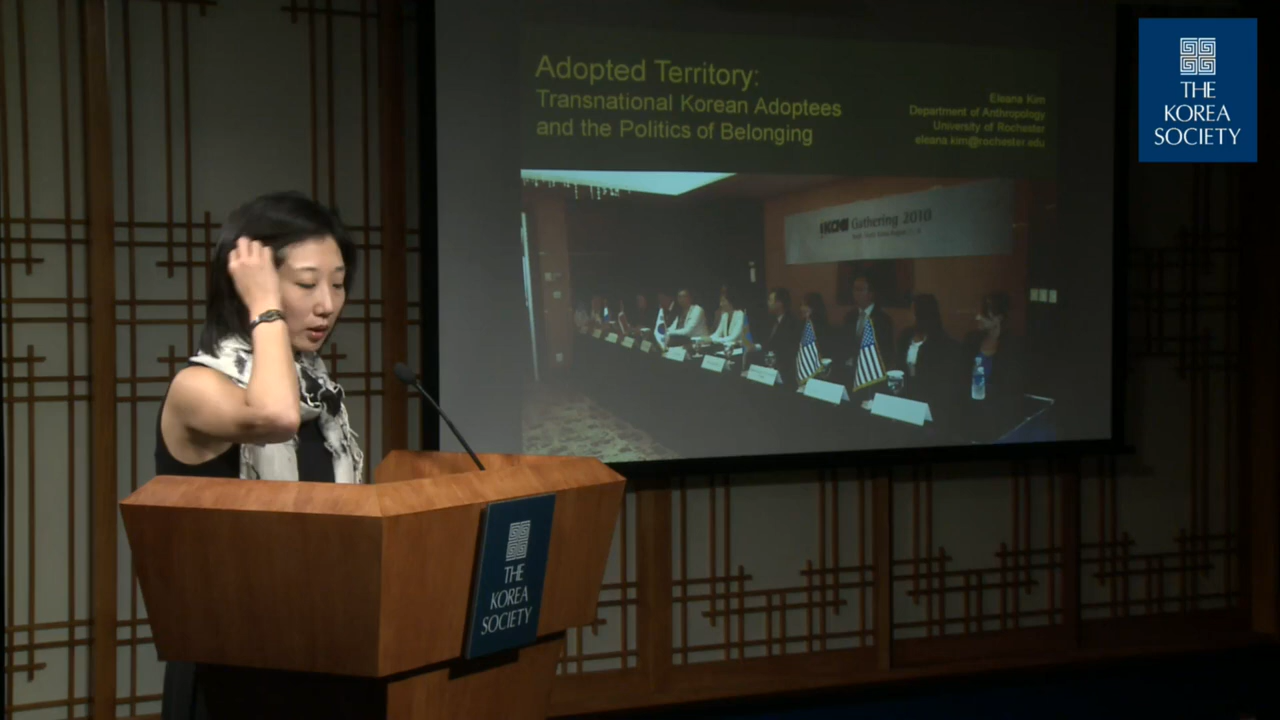 Adopted Territory:
Transnational Korean Adoptees
and the Politics of Belonging
Eleana Kim
Department of Anthropology
University of Rochester
eleana.kim@rochester.edu
Gathering 2010
THE
KOREA
SOCIETY
THE
KOREA
SOCIETY